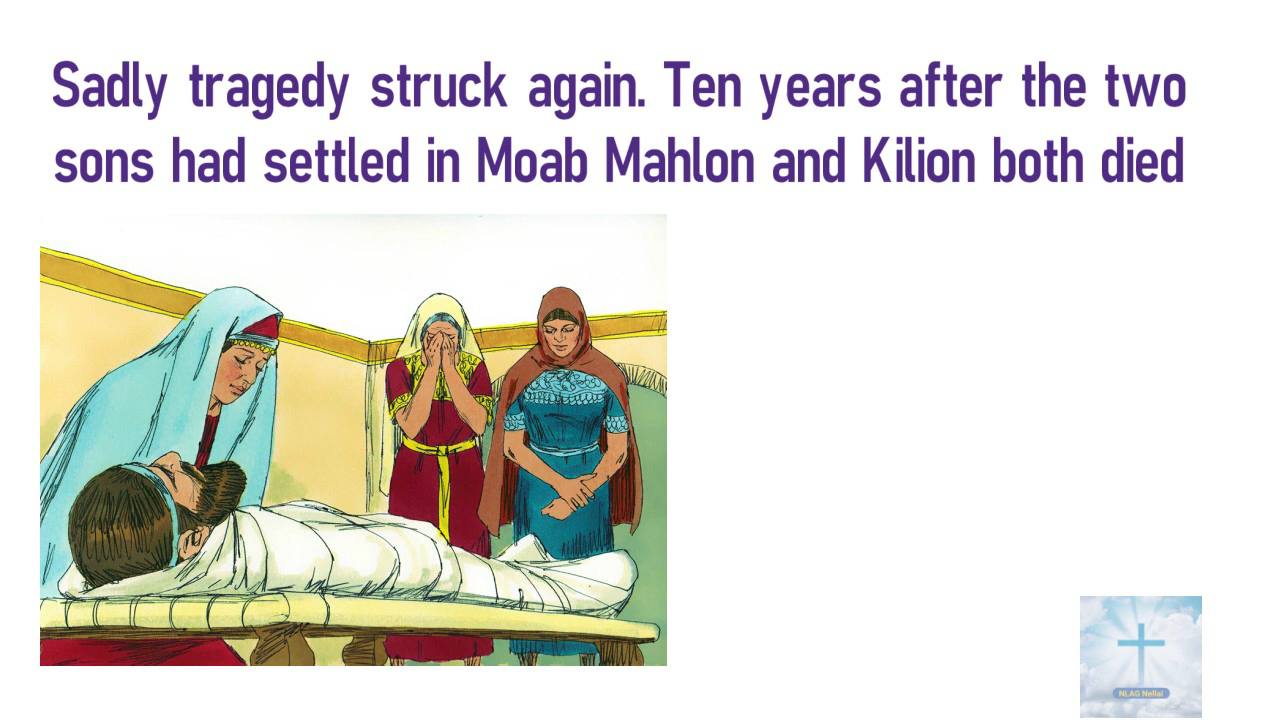 Sadly tragedy struck again. Ten years after the two
sons had settled in Moab Mahlon and Kilion both died
NLAG Nellai